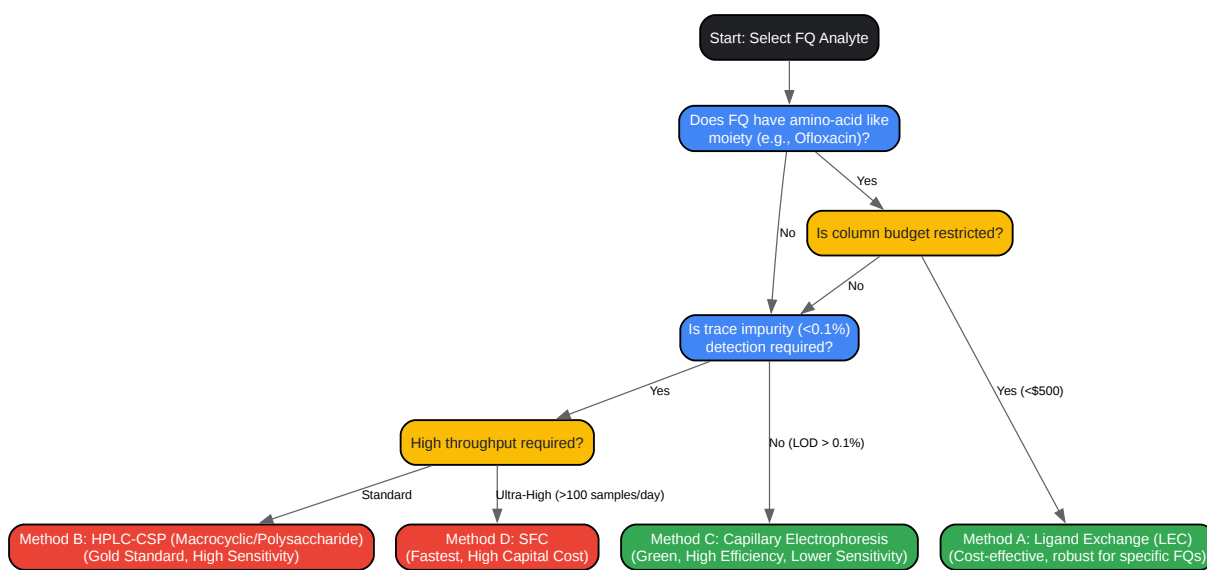 Start: Select FQ Analyte
Does FQ have amino-acid like
moiety (e.g., Ofloxacin)?
Yes
No
Is column budget restricted?
No
Is trace impurity (<0.1%)
detection required?
Yes
No (LOD > 0.1%)
Yes (<$500)
High throughput required?
Standard
Ultra-High (>100 samples/day)
Method B: HPLC-CSP (Macrocyclic/Polysaccharide)
(Gold Standard, High Sensitivity)
Method D: SFC
(Fastest, High Capital Cost)
Method C: Capillary Electrophoresis
(Green, High Efficiency, Lower Sensitivity)
Method A: Ligand Exchange (LEC)
(Cost-effective, robust for specific FQs)